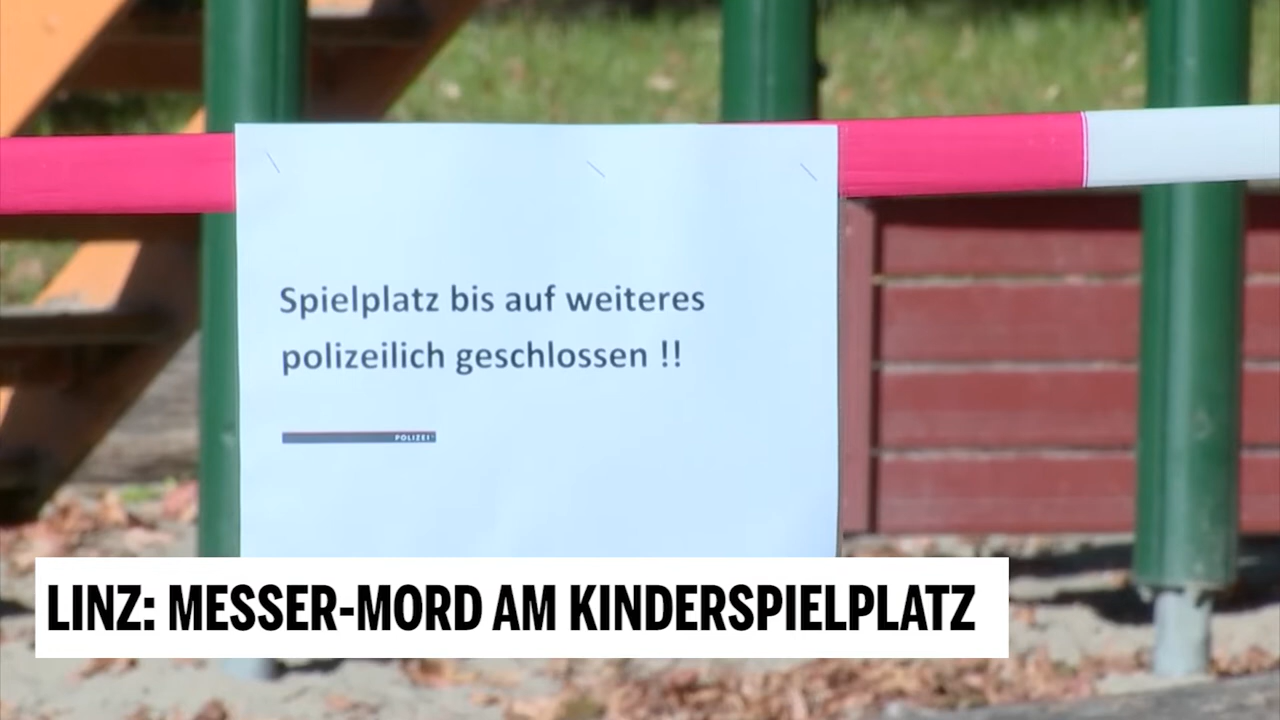 Spielplatz bis auf weiteres
polizeilich geschlossen !!
POLIZEI
LINZ: MESSER-MORD AM KINDERSPIELPLATZ